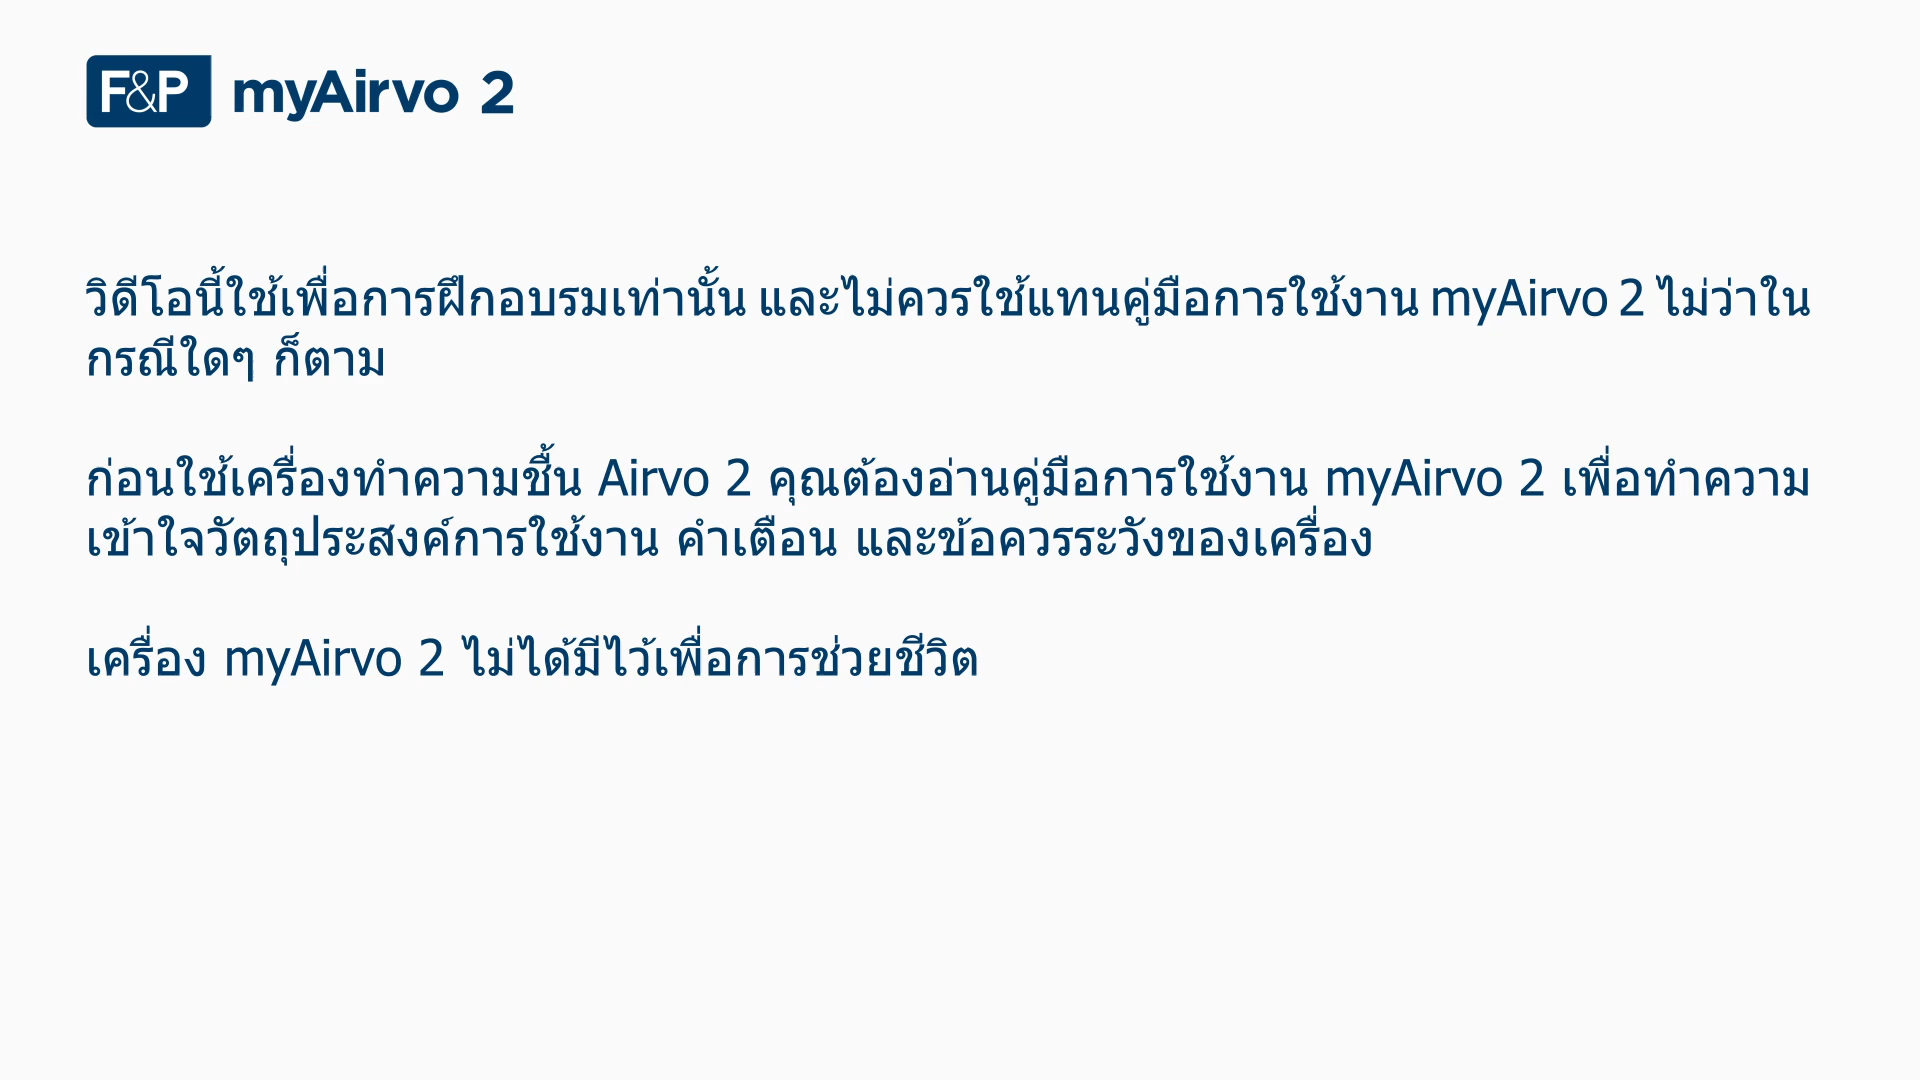 F&P myAirvo 2
วิดีโอนี้ใช้เพื่อการฝึกอบรมเท่านั้น และไม่ควรใช้แทนคู่มือการใช้งาน myAirvo 2 ไม่ว่าใน
กรณีใดๆ ก็ตาม
ก่อนใช้เครื่องทำความชื้น Airvo 2 คุณต้องอ่านคู่มือการใช้งาน myAirvo 2 เพื่อทำความ
เข้าใจวัตถุประสงค์การใช้งาน คำเตือน และข้อควรระวังของเครื่อง
เครื่อง myAirvo 2 ไม่ได้มีไว้เพื่อการช่วยชีวิต